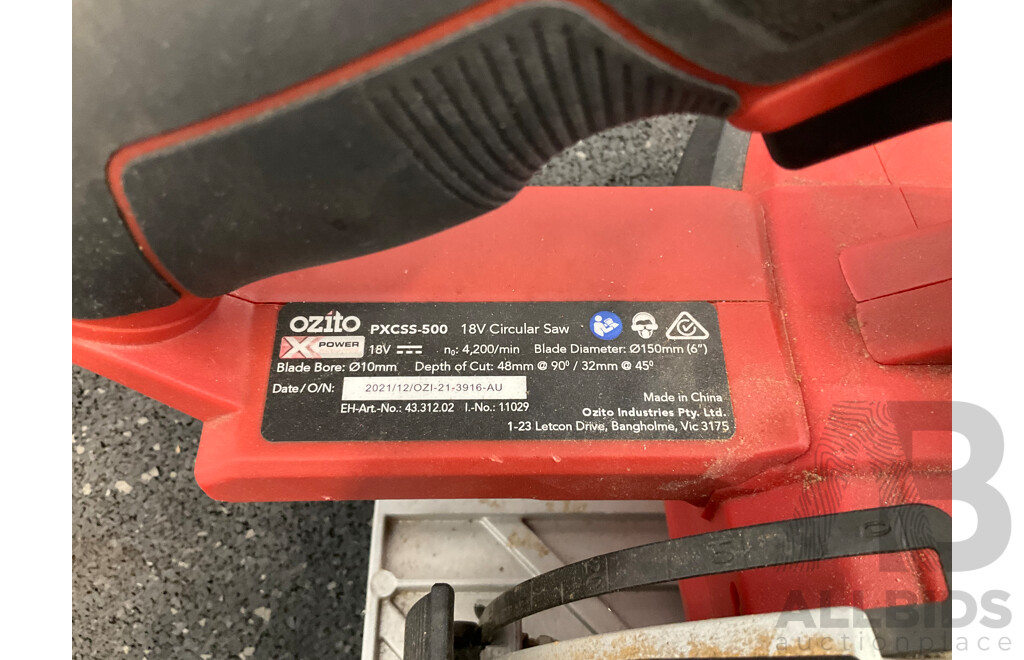 ozito PXCSS-500 18V Circular Saw
X POWER 18V n₀: 4,200/min Blade Diameter: Ø150mm (6")
Blade Bore: Ø10mm Depth of Cut: 48mm @ 90⁰ / 32mm @ 45⁰
Date / O/N: 2021/12/OZI-21-3916-AU
EH-Art.-No.: 43.312.02 I.-No.: 11029
Made in China
Ozito Industries Pty. Ltd.
1-23 Letcon Drive, Bangholme, Vic 3175
B
ALLBIDS
auctionplace